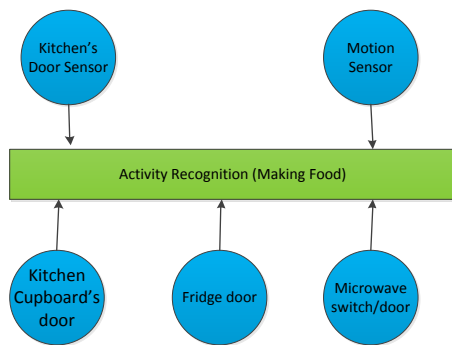 Kitchen's
Door Sensor
Motion
Sensor
Activity Recognition (Making Food)
Kitchen
Cupboard's
door
Fridge door
Microwave
switch/door